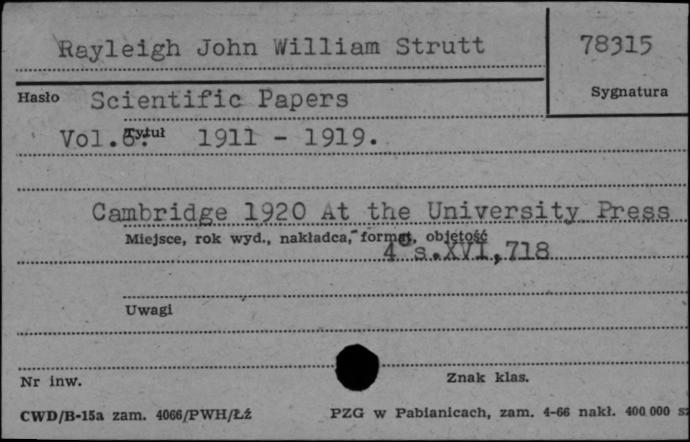 Rayleigh John William Strutt
78315
Sygnatura
Hasło
Scientific Papers
Tytuł
Vol.6. 1911 - 1919.
Cambridge 1920 At the University Press
Miejsce, rok wyd., nakładca, format, objętość
4° s.XVI,718
Uwagi
Nr inw.
Znak klas.
CWD/B-15a zam. 4066/PWH/Łź
PZG w Pabianicach, zam. 4-66 nakł. 400 000